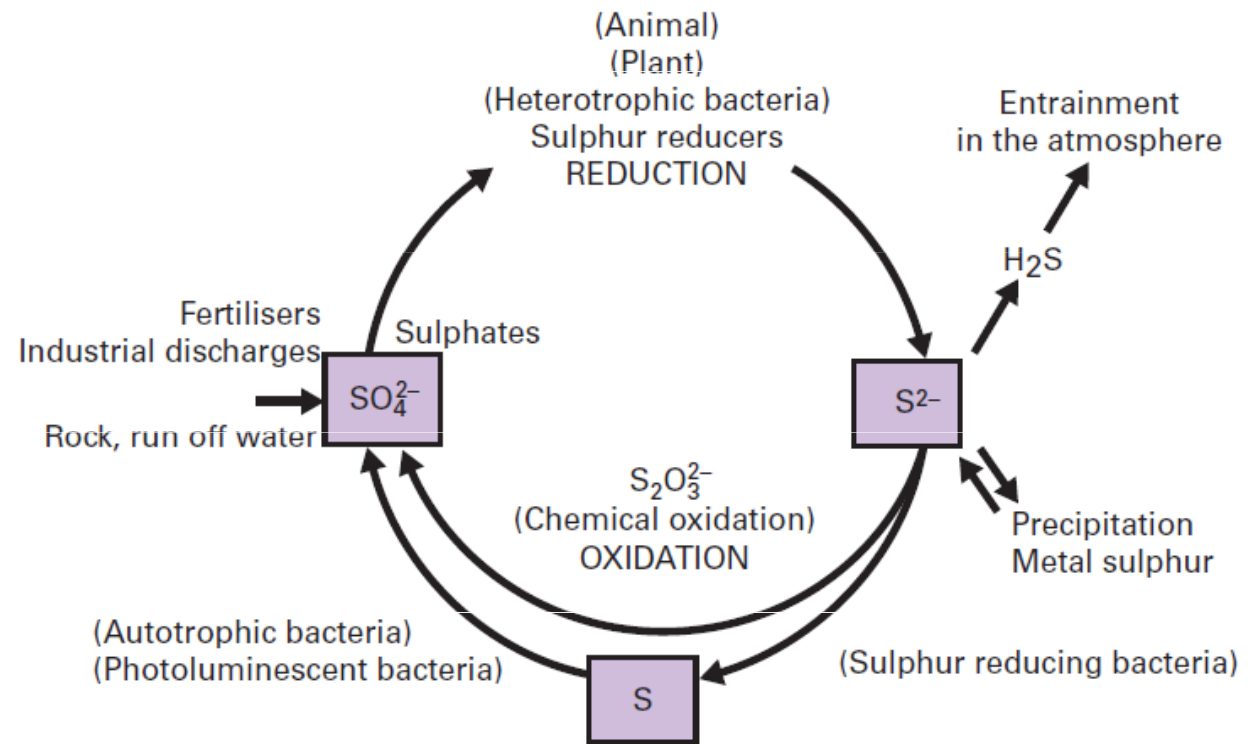 (Animal)
(Plant)
(Heterotrophic bacteria)
Sulphur reducers
REDUCTION
Entrainment
in the atmosphere
H₂S
Fertilisers
Industrial discharges
Sulphates
SO₄²⁻
Rock, run off water
S²⁻
S₂O₃²⁻
(Chemical oxidation)
OXIDATION
Precipitation
Metal sulphur
(Autotrophic bacteria)
(Photoluminescent bacteria)
(Sulphur reducing bacteria)
S